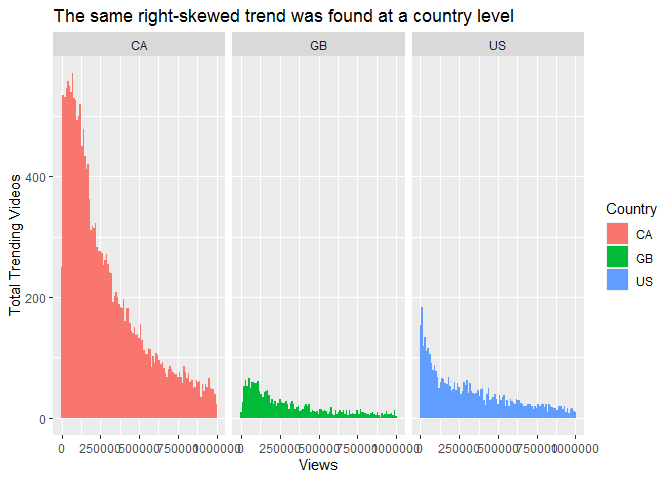 The same right-skewed trend was found at a country level
CA GB US
Total Trending Videos
400
200
0
0 250000 500000 750000 1000000 0 250000 500000 750000 1000000 0 250000 500000 750000 1000000
Views
Country
CA
GB
US